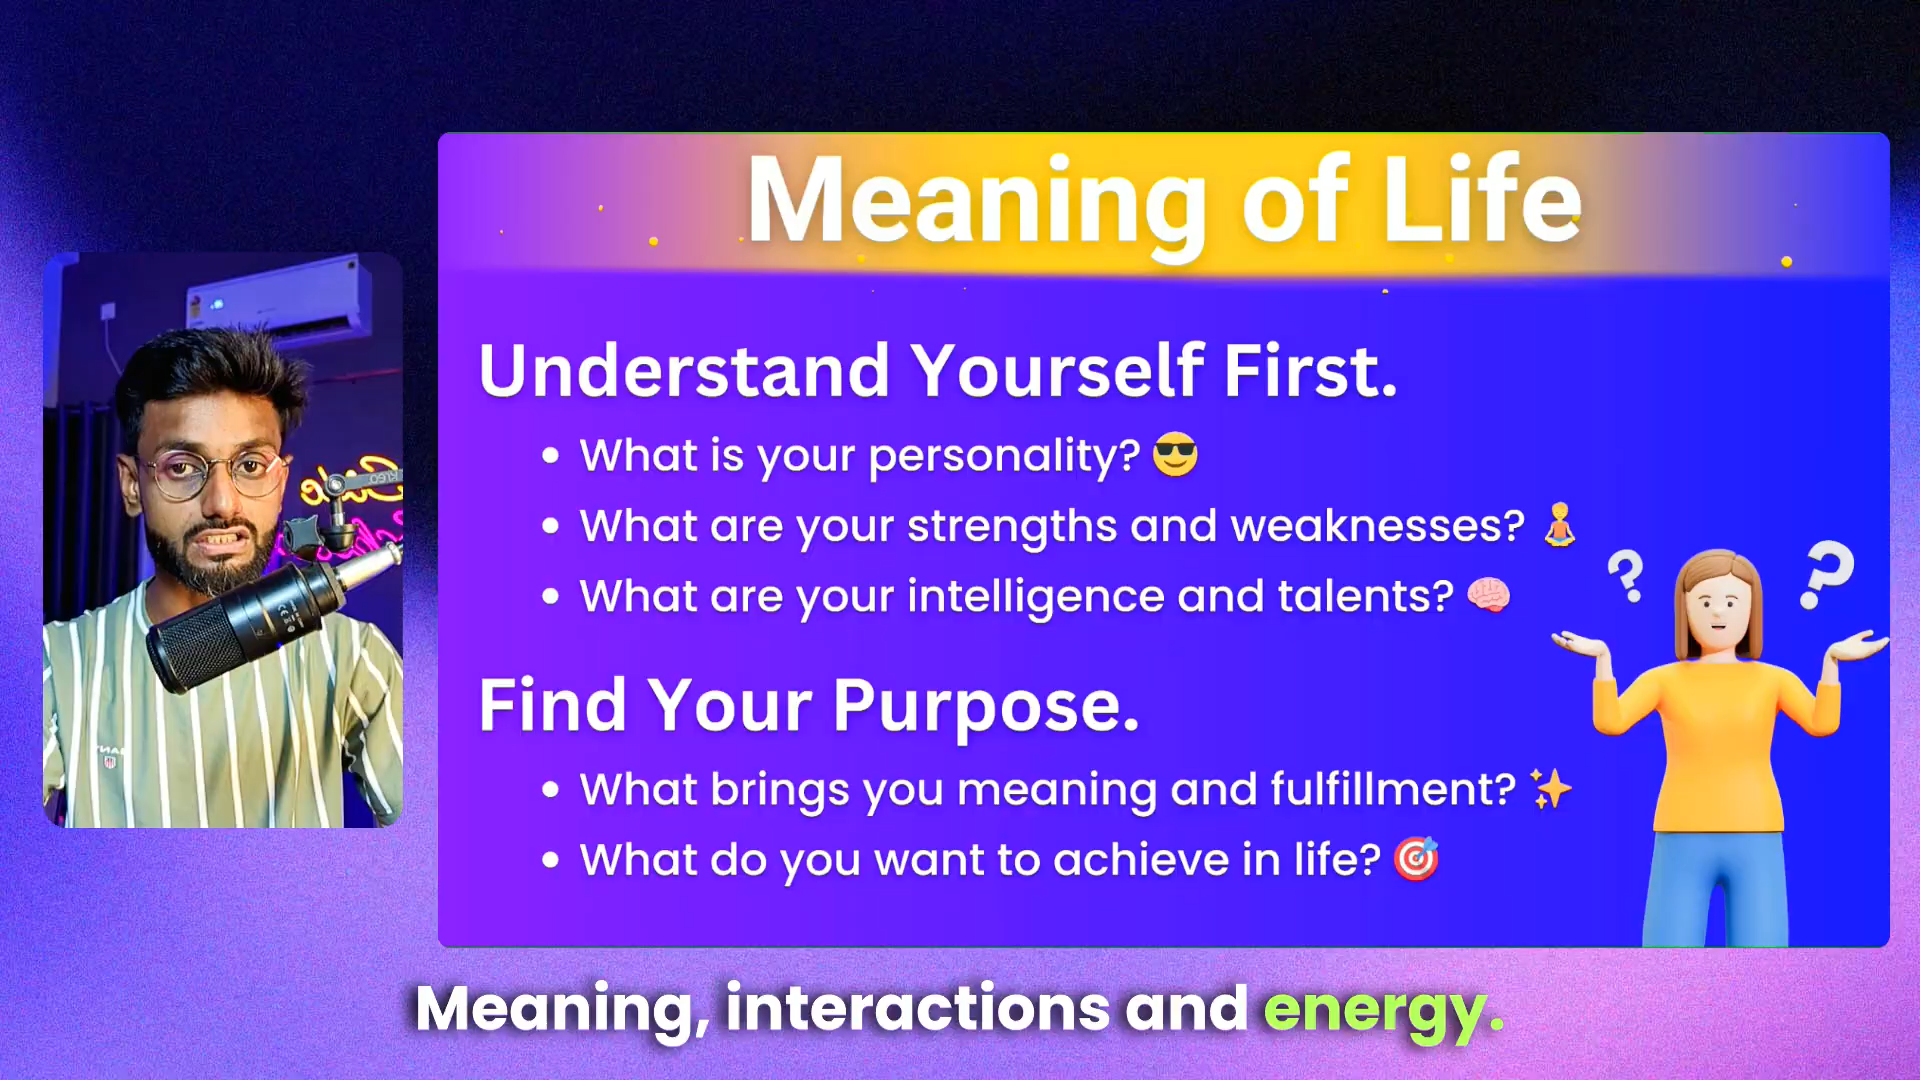 Meaning of Life
Understand Yourself First.
• What is your personality? 😎
• What are your strengths and weaknesses? 🧘
• What are your intelligence and talents? 🧠
Find Your Purpose.
• What brings you meaning and fulfillment? ✨
• What do you want to achieve in life? 🎯
? ?
kreo
Meaning, interactions and energy.